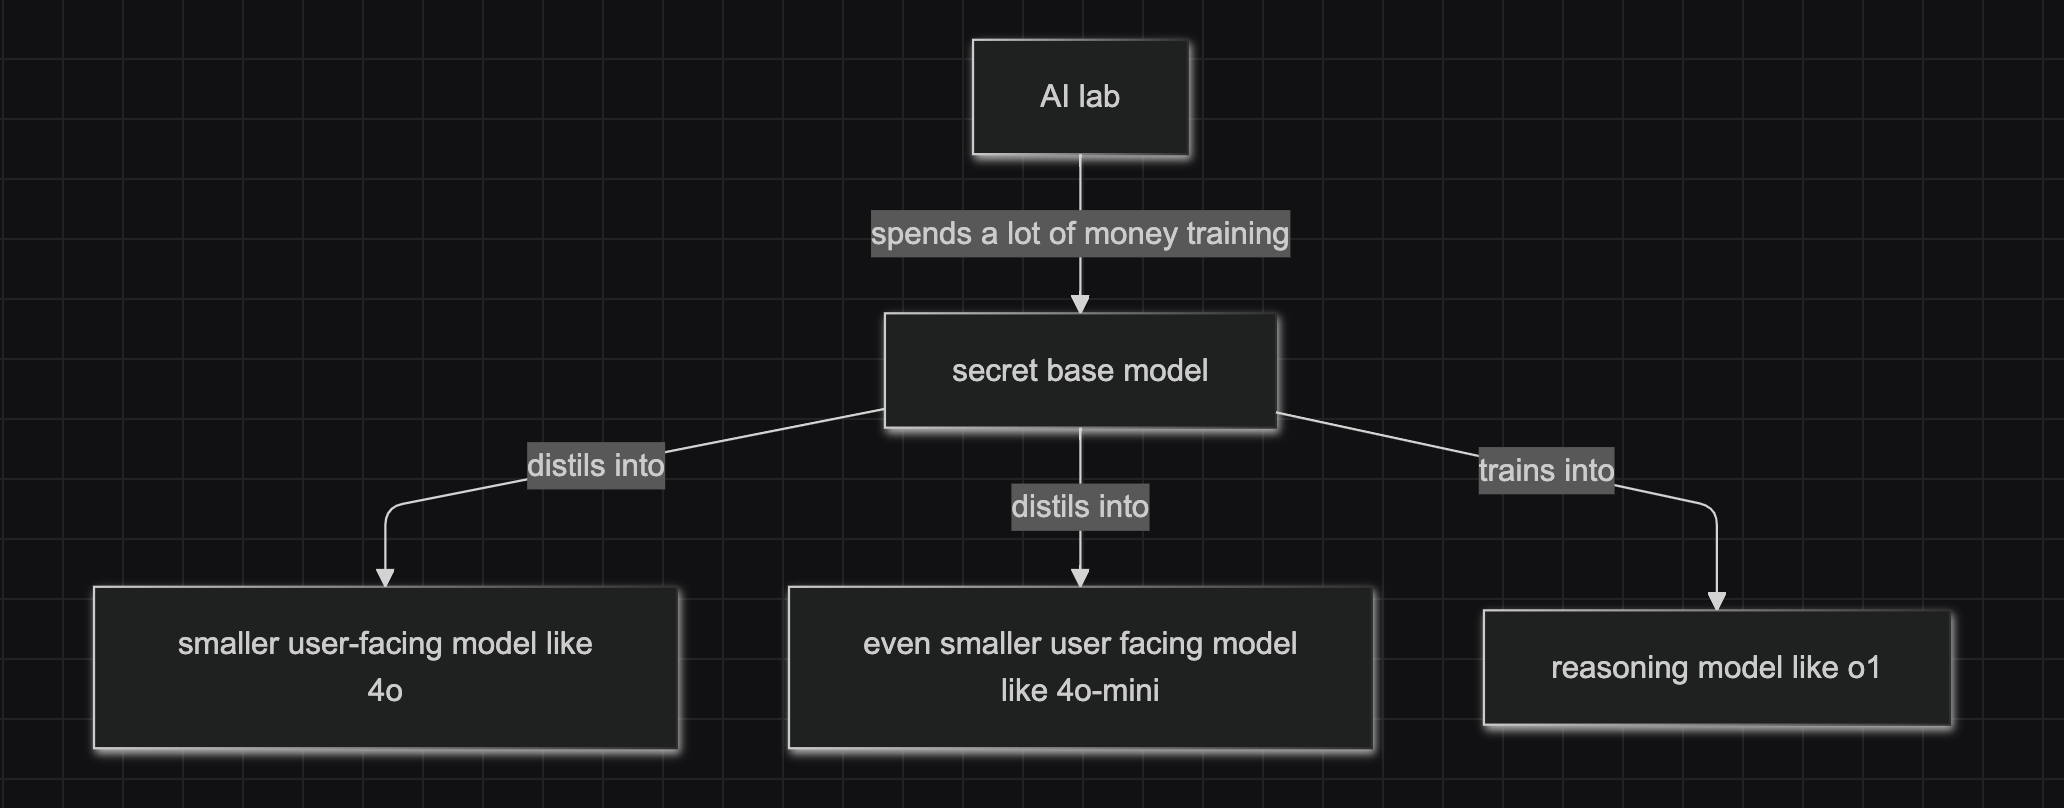 AI lab
spends a lot of money training
secret base model
distils into
distils into
trains into
smaller user-facing model like
4o
even smaller user facing model
like 4o-mini
reasoning model like o1